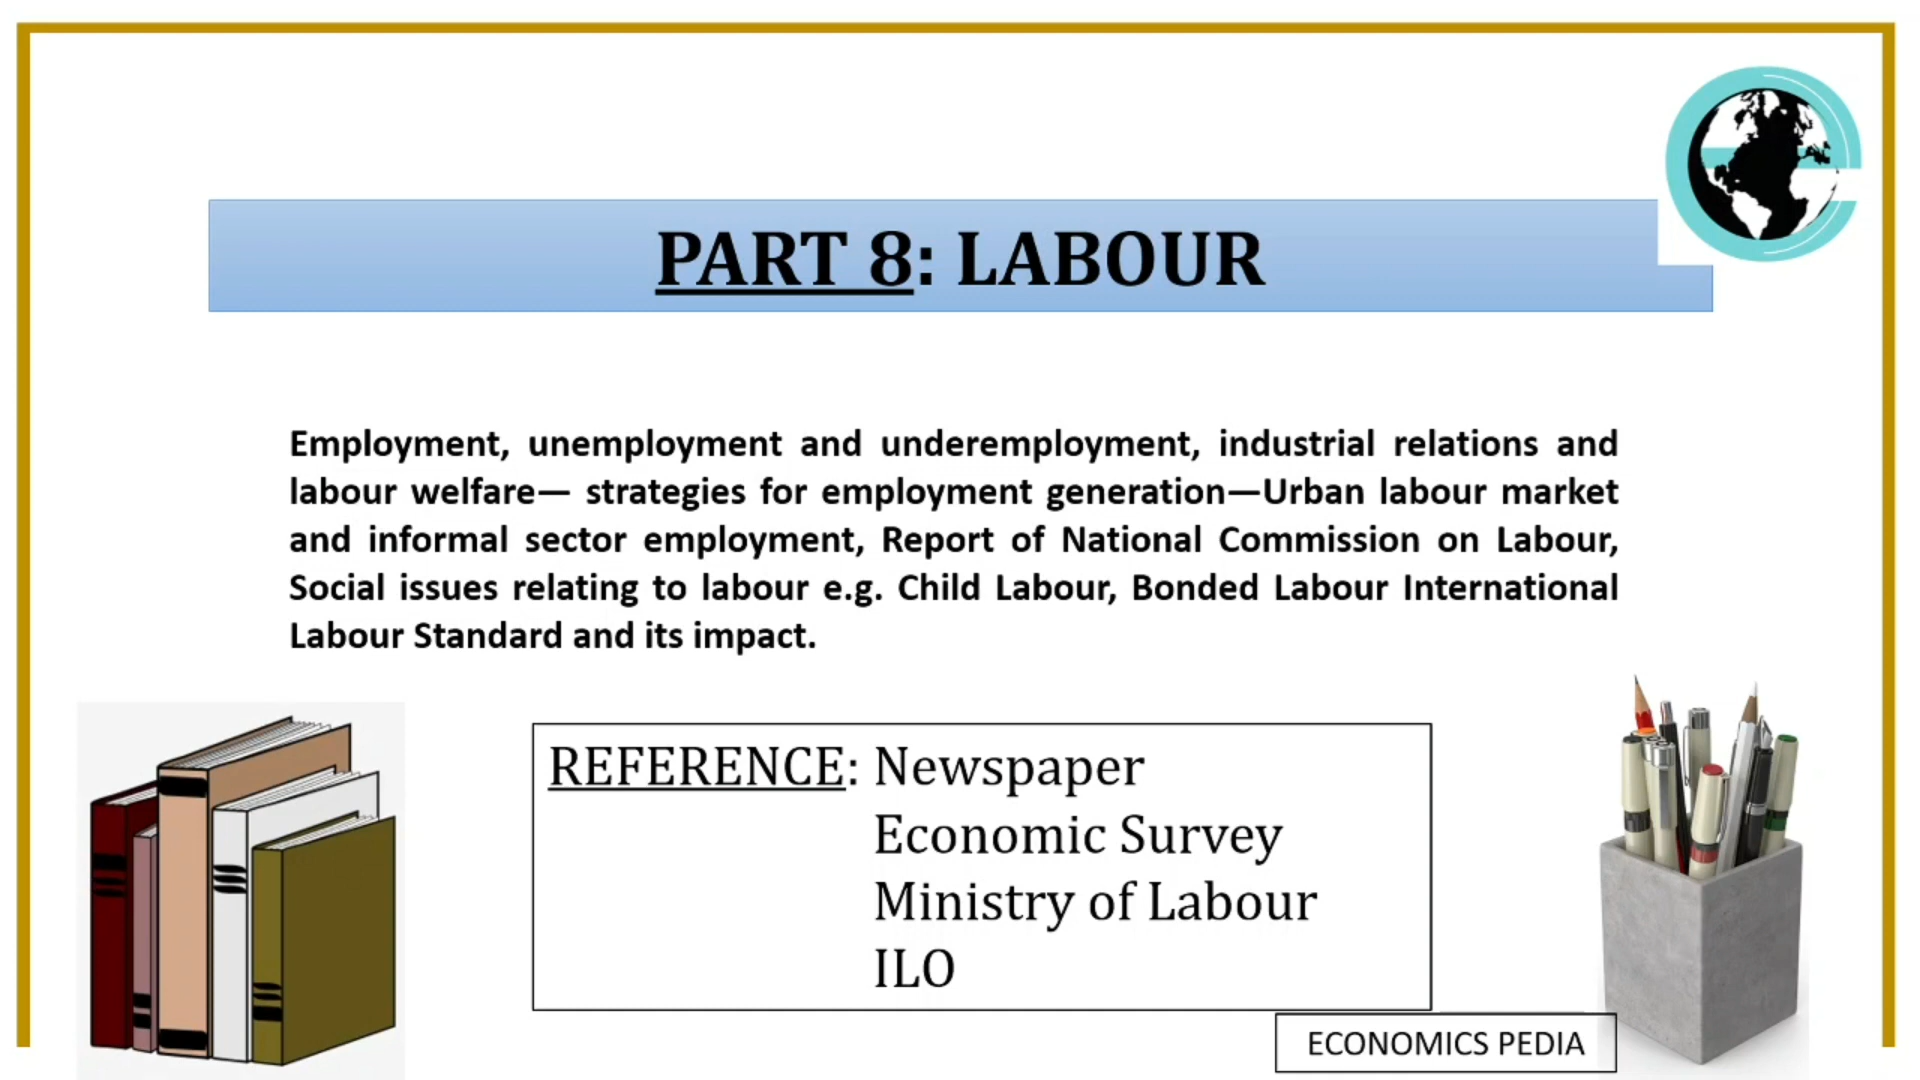 PART 8: LABOUR
Employment, unemployment and underemployment, industrial relations and
labour welfare— strategies for employment generation—Urban labour market
and informal sector employment, Report of National Commission on Labour,
Social issues relating to labour e.g. Child Labour, Bonded Labour International
Labour Standard and its impact.
REFERENCE: Newspaper
Economic Survey
Ministry of Labour
ILO
ECONOMICS PEDIA